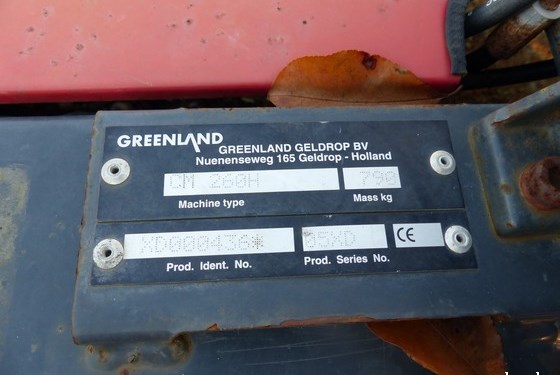 GREENLAND
GREENLAND GELDROP BV
Nuenenseweg 165 Geldrop - Holland
CM 260H 790
Machine type Mass kg
XD000436* 05XD CE
Prod. Ident. No. Prod. Series No.